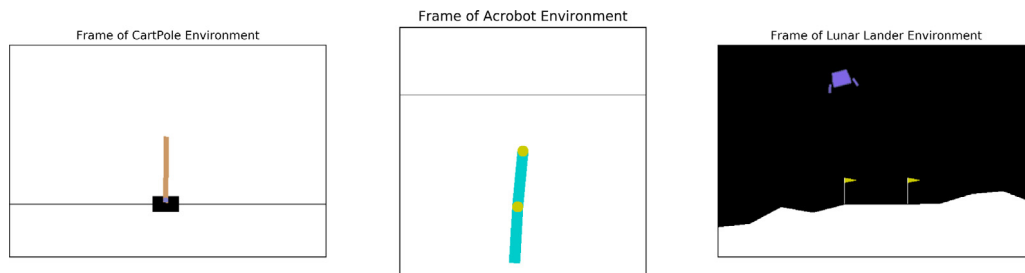 Frame of CartPole Environment
Frame of Acrobot Environment
Frame of Lunar Lander Environment